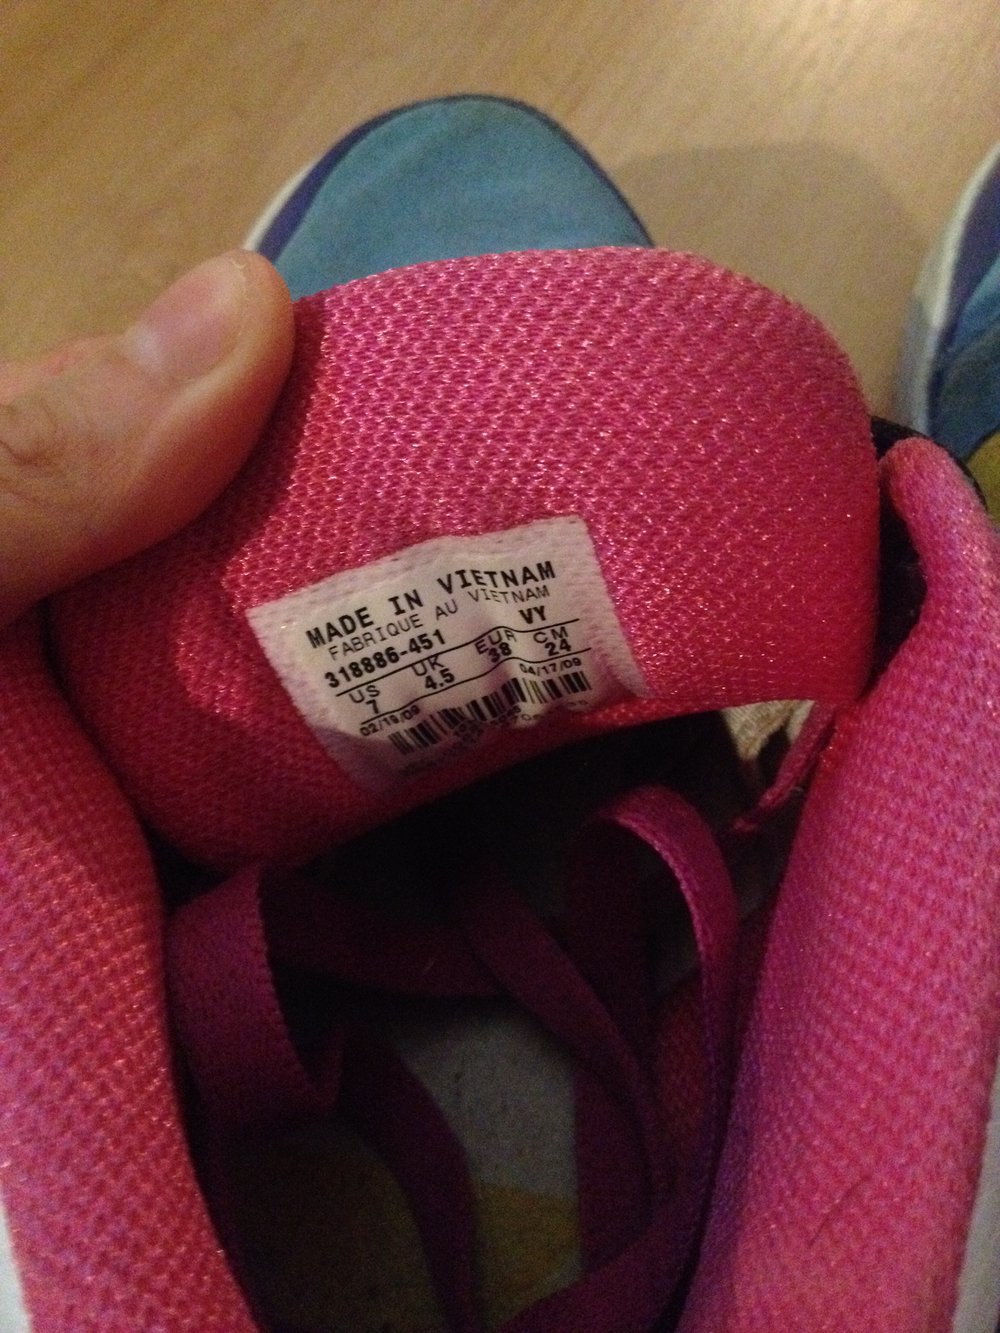 MADE IN VIETNAM
FABRIQUE AU VIETNAM
318886-451 VY
US UK EUR CM
7 4.5 38 24
02/19/09 04/17/09